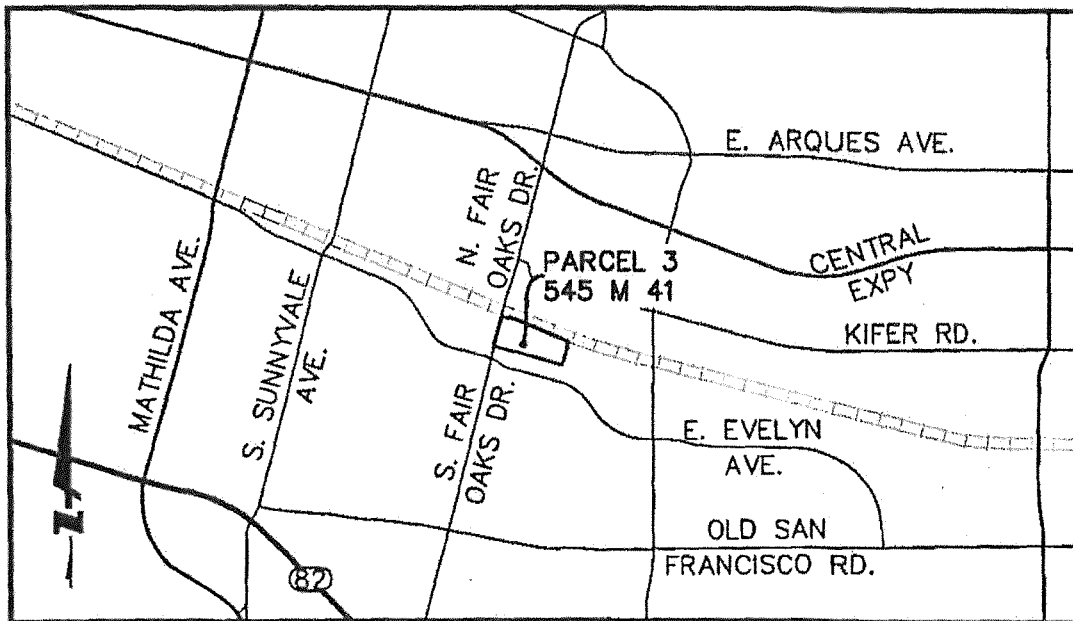 E. ARQUES AVE.
N. FAIR
OAKS DR.
PARCEL 3
545 M 41
CENTRAL
EXPY
KIFER RD.
MATHILDA AVE.
S. SUNNYVALE
AVE.
S. FAIR
OAKS DR.
E. EVELYN
AVE.
OLD SAN
FRANCISCO RD.
82
N